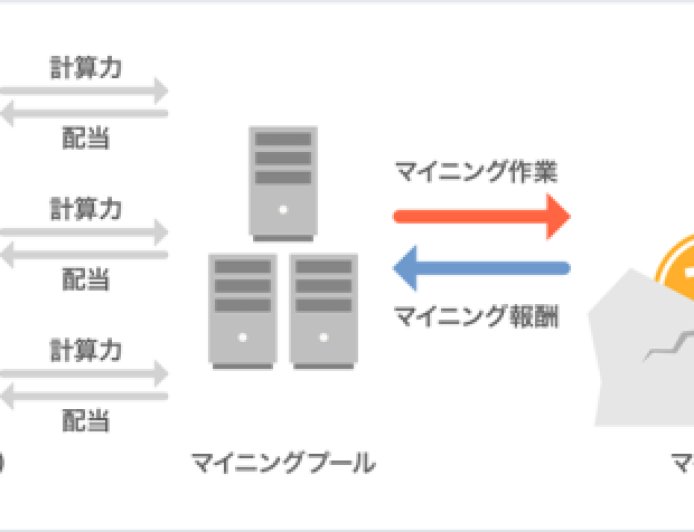 計算力
配当
計算力
配当
計算力
配当
マイニング作業
マイニング報酬
)
マイニングプール
マ